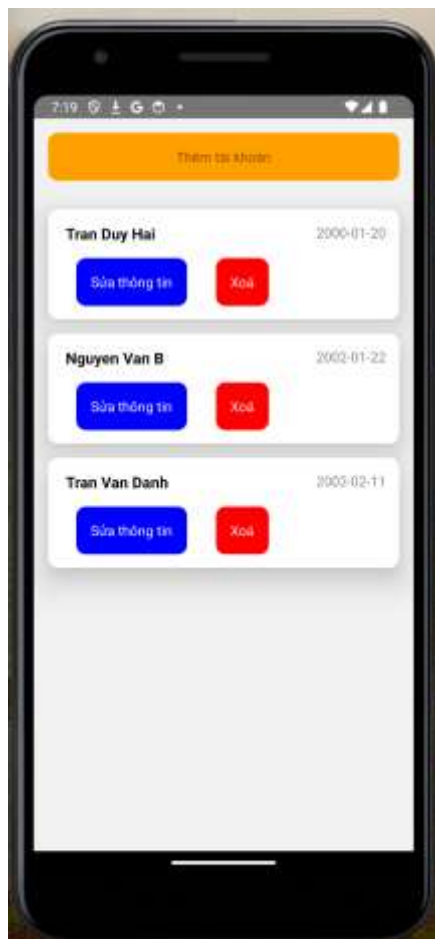 7:19 G
Thêm tài khoản
Tran Duy Hai 2000-01-20
Sửa thông tin Xoá
Nguyen Van B 2002-01-22
Sửa thông tin Xoá
Tran Van Danh 2003-02-11
Sửa thông tin Xoá